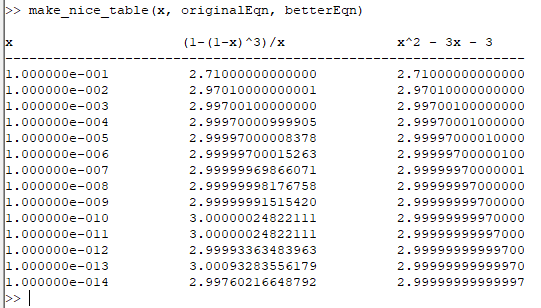 >> make_nice_table(x, originalEqn, betterEqn)
x (1-(1-x)^3)/x x^2 - 3x - 3
------------------------------------------------------------------
1.000000e-001 2.71000000000000 2.71000000000000
1.000000e-002 2.97010000000001 2.97010000000000
1.000000e-003 2.99700100000000 2.99700100000000
1.000000e-004 2.99970000999905 2.99970001000000
1.000000e-005 2.99997000008378 2.99997000010000
1.000000e-006 2.99999700015263 2.99999700000100
1.000000e-007 2.99999969866071 2.99999970000001
1.000000e-008 2.99999998176758 2.99999997000000
1.000000e-009 2.99999991515420 2.99999999700000
1.000000e-010 3.00000024822111 2.99999999970000
1.000000e-011 3.00000024822111 2.99999999997000
1.000000e-012 2.99993363483963 2.99999999999700
1.000000e-013 3.00093283556179 2.99999999999970
1.000000e-014 2.99760216648792 2.99999999999997
>>